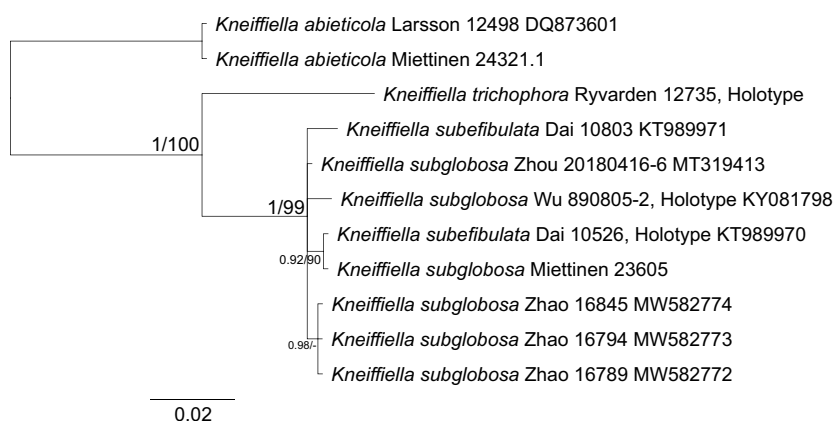 Kneiffiella abieticola Larsson 12498 DQ873601
Kneiffiella abieticola Miettinen 24321.1
Kneiffiella trichophora Ryvarden 12735, Holotype
Kneiffiella subefibulata Dai 10803 KT989971
1/100
Kneiffiella subglobosa Zhou 20180416-6 MT319413
Kneiffiella subglobosa Wu 890805-2, Holotype KY081798
1/99
Kneiffiella subefibulata Dai 10526, Holotype KT989970
0.92/90
Kneiffiella subglobosa Miettinen 23605
Kneiffiella subglobosa Zhao 16845 MW582774
Kneiffiella subglobosa Zhao 16794 MW582773
0.98/-
Kneiffiella subglobosa Zhao 16789 MW582772
0.02